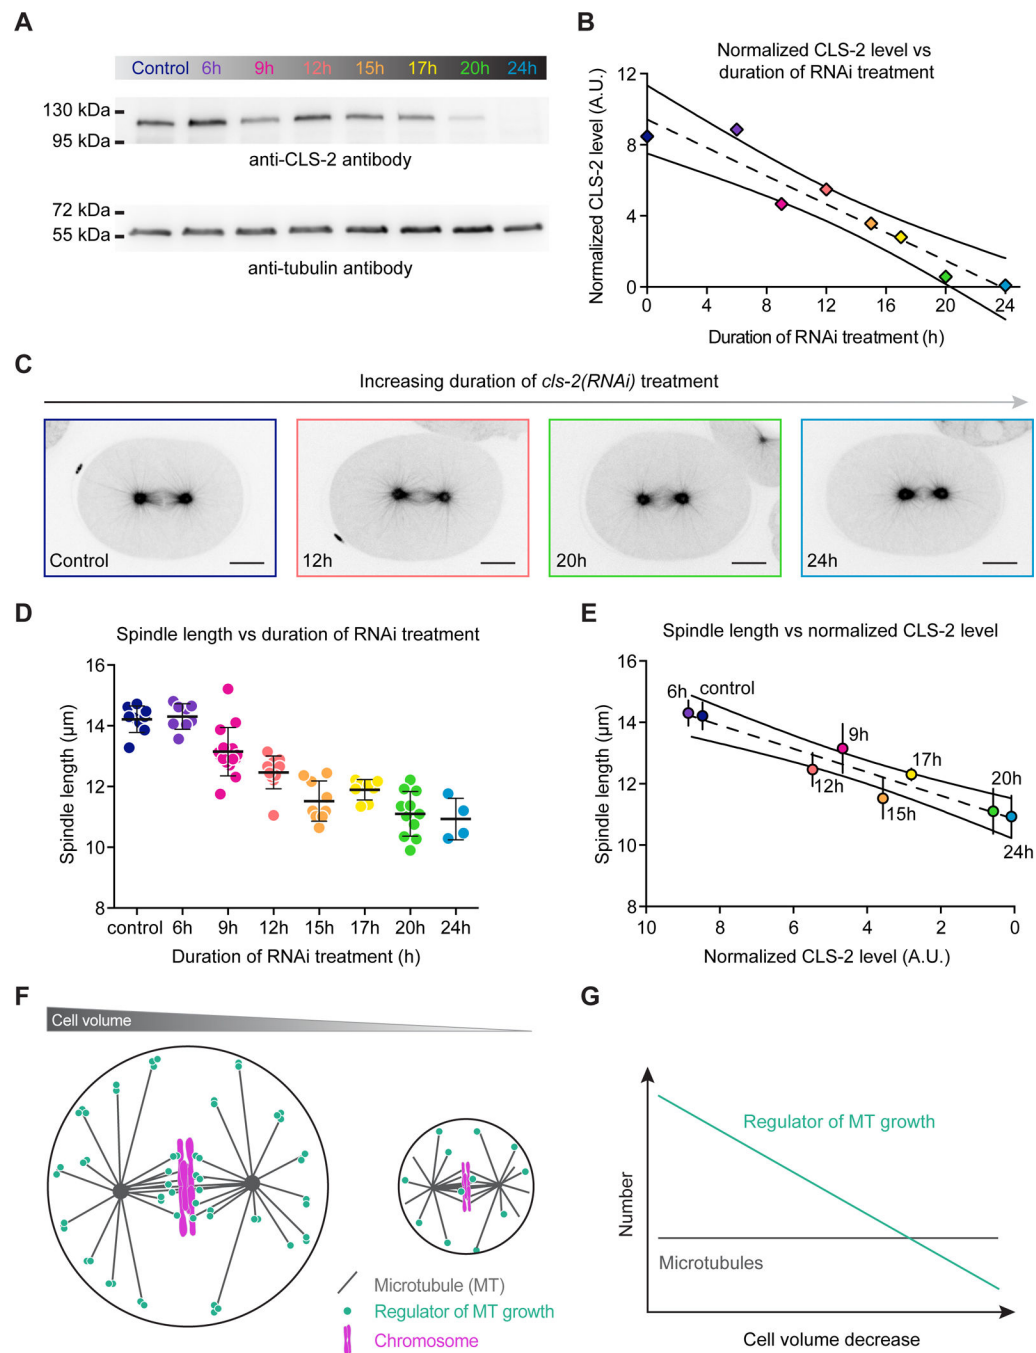 A
Control 6h 9h 12h 15h 17h 20h 24h
130 kDa
95 kDa
anti-CLS-2 antibody
72 kDa
55 kDa
anti-tubulin antibody
B
Normalized CLS-2 level vs
duration of RNAi treatment
Normalized CLS-2 level (A.U.)
12
8
4
0
0 4 8 12 16 20 24
Duration of RNAi treatment (h)
C
Increasing duration of cls-2(RNAi) treatment
Control
12h
20h
24h
D
Spindle length vs duration of RNAi treatment
Spindle length (µm)
16
14
12
10
8
control 6h 9h 12h 15h 17h 20h 24h
Duration of RNAi treatment (h)
E
Spindle length vs normalized CLS-2 level
Spindle length (µm)
16
14
12
10
8
6h control
9h
12h
15h
17h
20h
24h
10 8 6 4 2 0
Normalized CLS-2 level (A.U.)
F
Cell volume
Microtubule (MT)
Regulator of MT growth
Chromosome
G
Number
Regulator of MT growth
Microtubules
Cell volume decrease